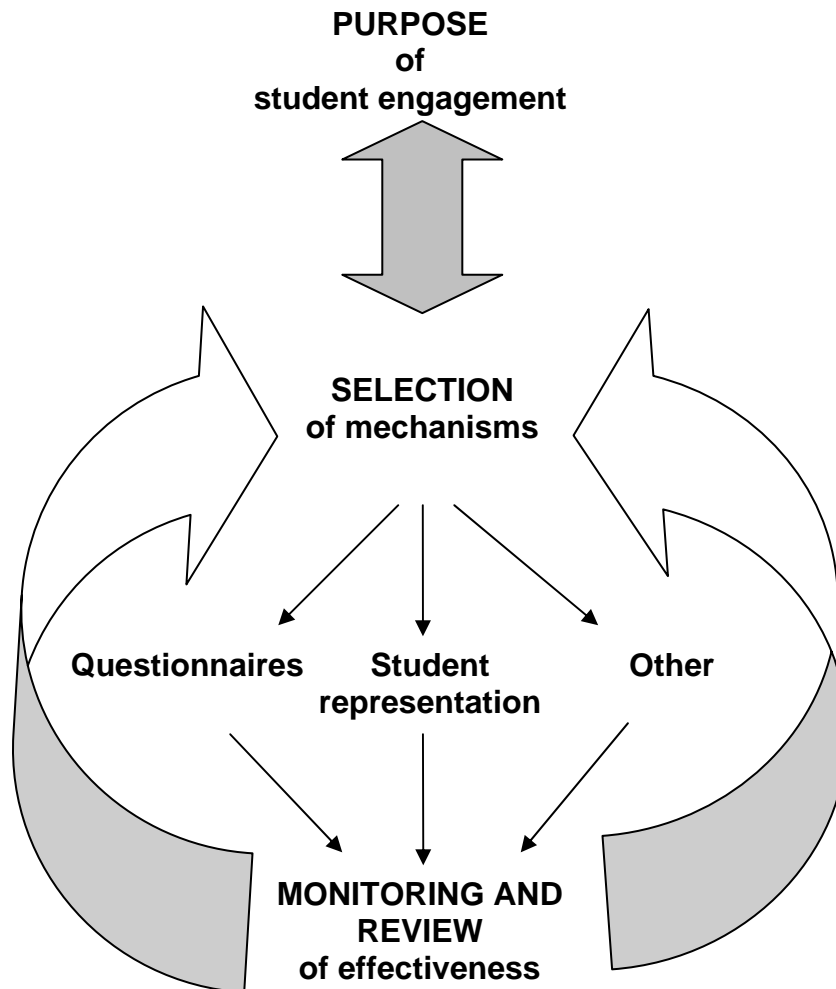 PURPOSE
of
student engagement
SELECTION
of mechanisms
Questionnaires
Student
representation
Other
MONITORING AND
REVIEW
of effectiveness